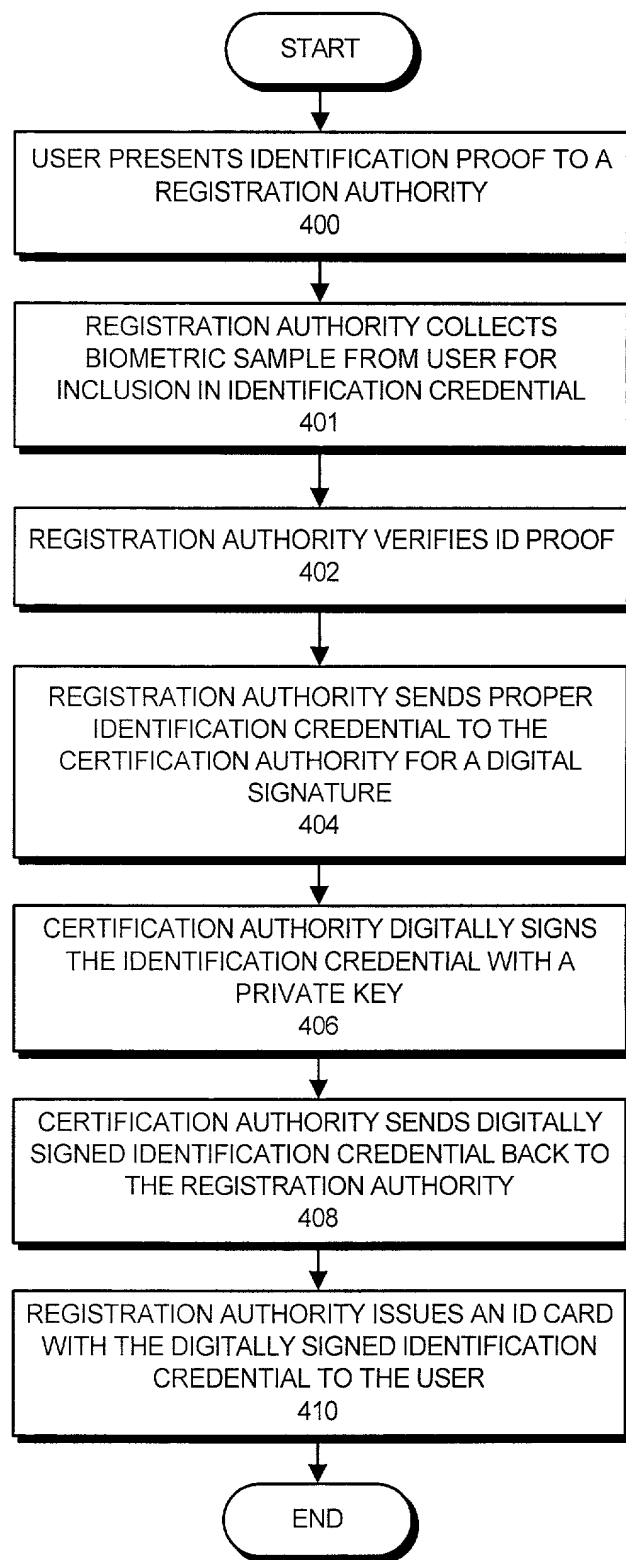 START
USER PRESENTS IDENTIFICATION PROOF TO A
REGISTRATION AUTHORITY
400
REGISTRATION AUTHORITY COLLECTS
BIOMETRIC SAMPLE FROM USER FOR
INCLUSION IN IDENTIFICATION CREDENTIAL
401
REGISTRATION AUTHORITY VERIFIES ID PROOF
402
REGISTRATION AUTHORITY SENDS PROPER
IDENTIFICATION CREDENTIAL TO THE
CERTIFICATION AUTHORITY FOR A DIGITAL
SIGNATURE
404
CERTIFICATION AUTHORITY DIGITALLY SIGNS
THE IDENTIFICATION CREDENTIAL WITH A
PRIVATE KEY
406
CERTIFICATION AUTHORITY SENDS DIGITALLY
SIGNED IDENTIFICATION CREDENTIAL BACK TO
THE REGISTRATION AUTHORITY
408
REGISTRATION AUTHORITY ISSUES AN ID CARD
WITH THE DIGITALLY SIGNED IDENTIFICATION
CREDENTIAL TO THE USER
410
END